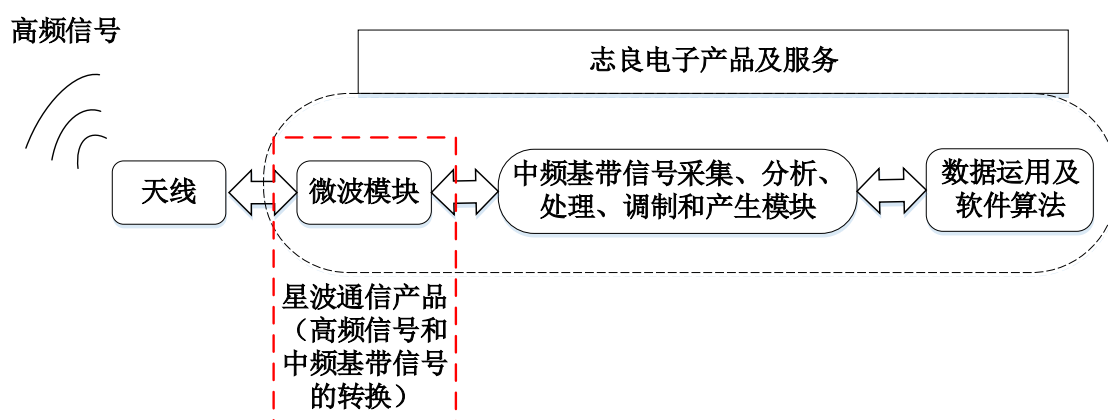 高频信号
志良电子产品及服务
天线
微波模块
中频基带信号采集、分析、
处理、调制和产生模块
数据运用及
软件算法
星波通信产品
（高频信号和
中频基带信号
的转换）